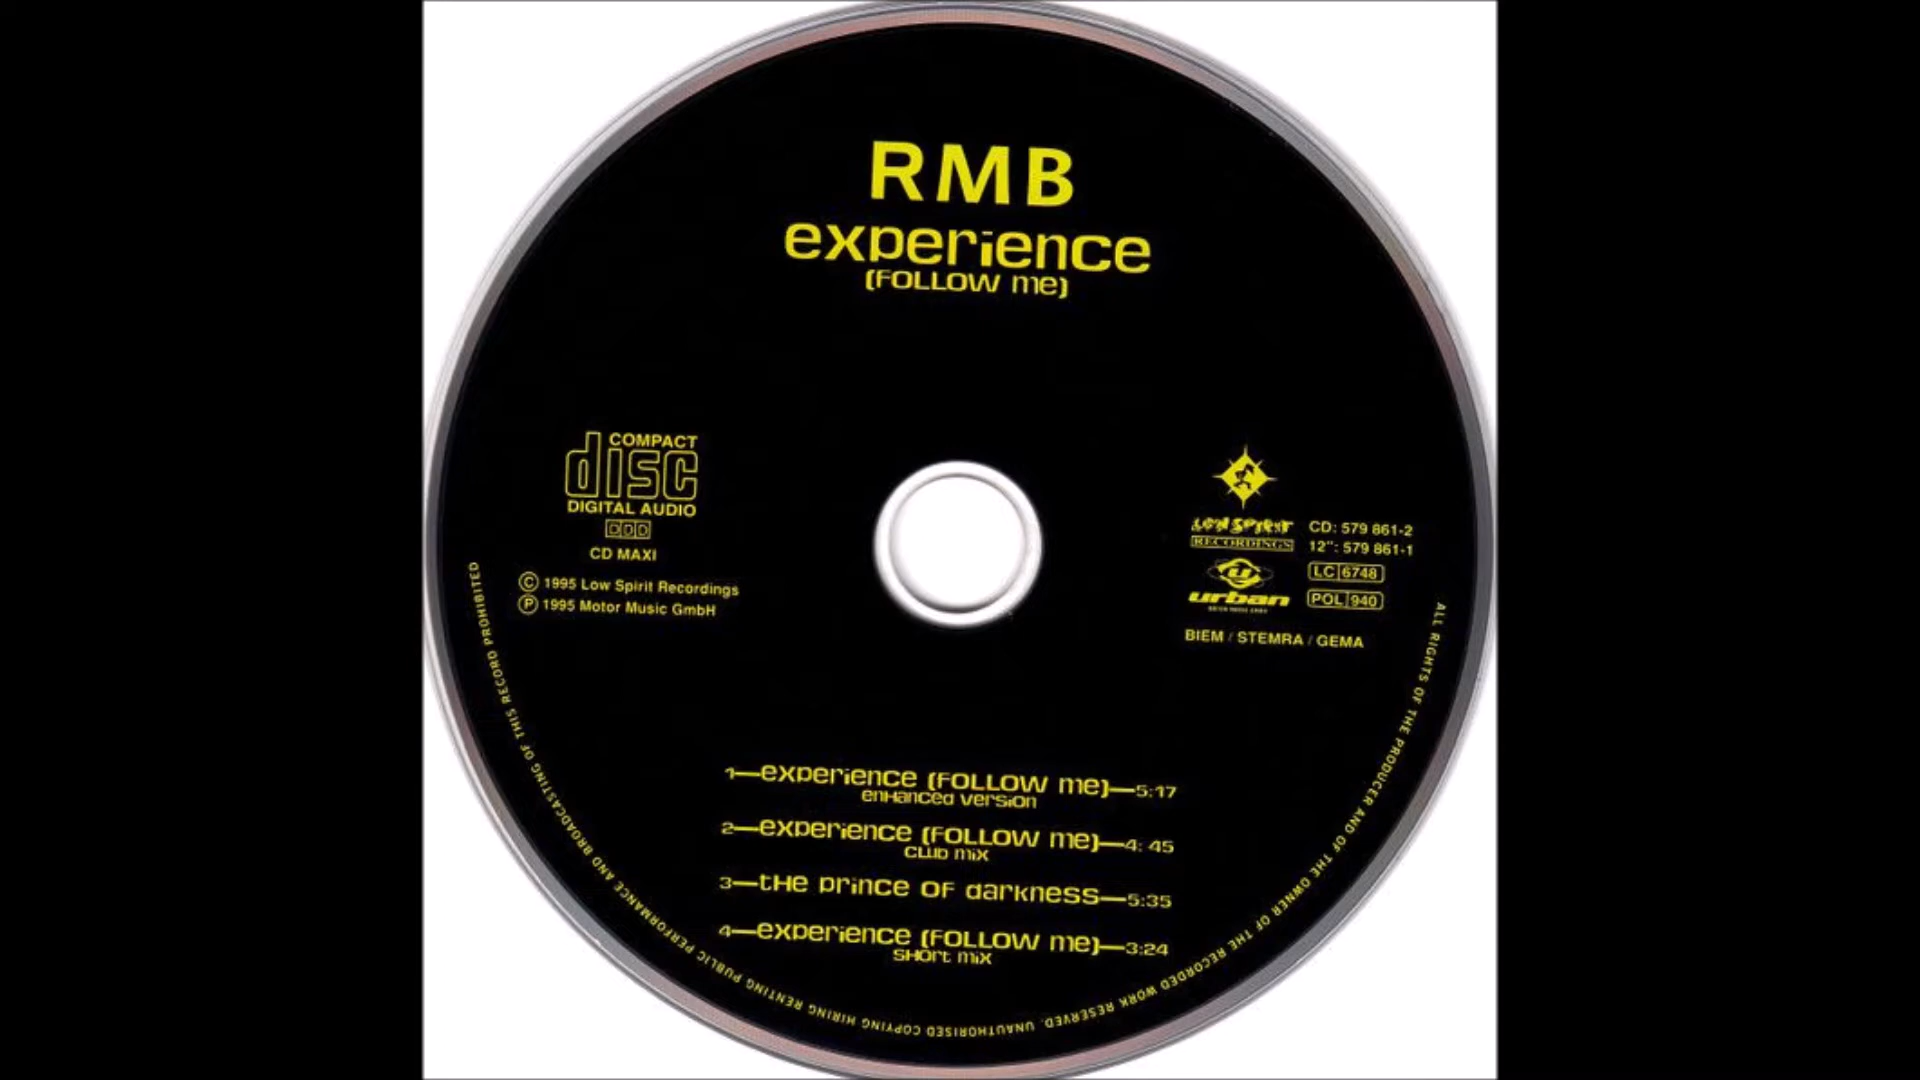 RMB
experience
(FOLLOW me)
COMPACT
disc
DIGITAL AUDIO
DDD
CD MAXI
© 1995 Low Spirit Recordings
℗ 1995 Motor Music GmbH
LOW SPIRIT
RECORDINGS
CD: 579 861-2
12": 579 861-1
LC 6748
urban
POL 940
BIEM / STEMRA / GEMA
1—experience (FOLLOW me)—5:17
enHanced version
2—experience (FOLLOW me)—4: 45
CLUB mix
3—tHe prince OF darkness—5:35
4—experience (FOLLOW me)—3:24
SHOrt mix
ALL RIGHTS OF THE PRODUCER AND OF THE OWNER OF THE RECORDED WORK RESERVED. UNAUTHORISED COPYING HIRING RENTING PUBLIC PERFORMANCE AND BROADCASTING OF THIS RECORD PROHIBITED